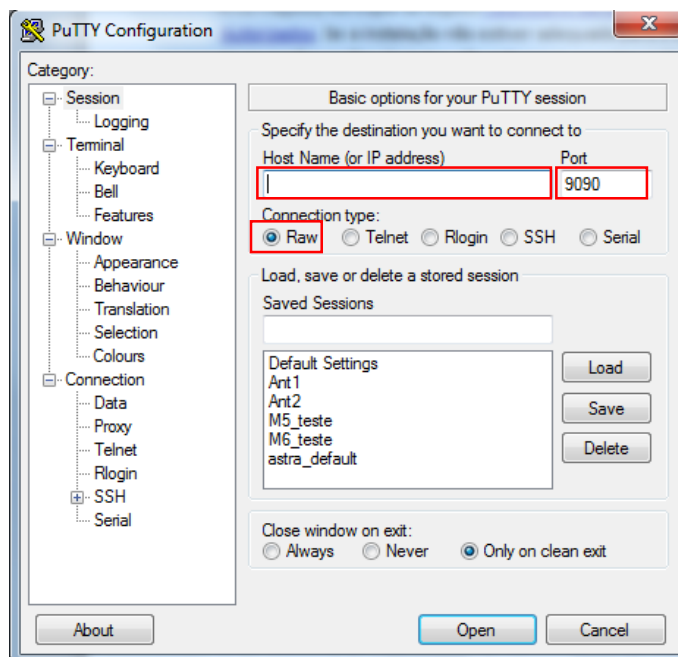 PuTTY Configuration
Category:
Session
Logging
Terminal
Keyboard
Bell
Features
Window
Appearance
Behaviour
Translation
Selection
Colours
Connection
Data
Proxy
Telnet
Rlogin
SSH
Serial
Basic options for your PuTTY session
Specify the destination you want to connect to
Host Name (or IP address) Port
9090
Connection type:
Raw Telnet Rlogin SSH Serial
Load, save or delete a stored session
Saved Sessions
Default Settings
Ant1
Ant2
M5_teste
M6_teste
astra_default
Load
Save
Delete
Close window on exit:
Always Never Only on clean exit
About Open Cancel